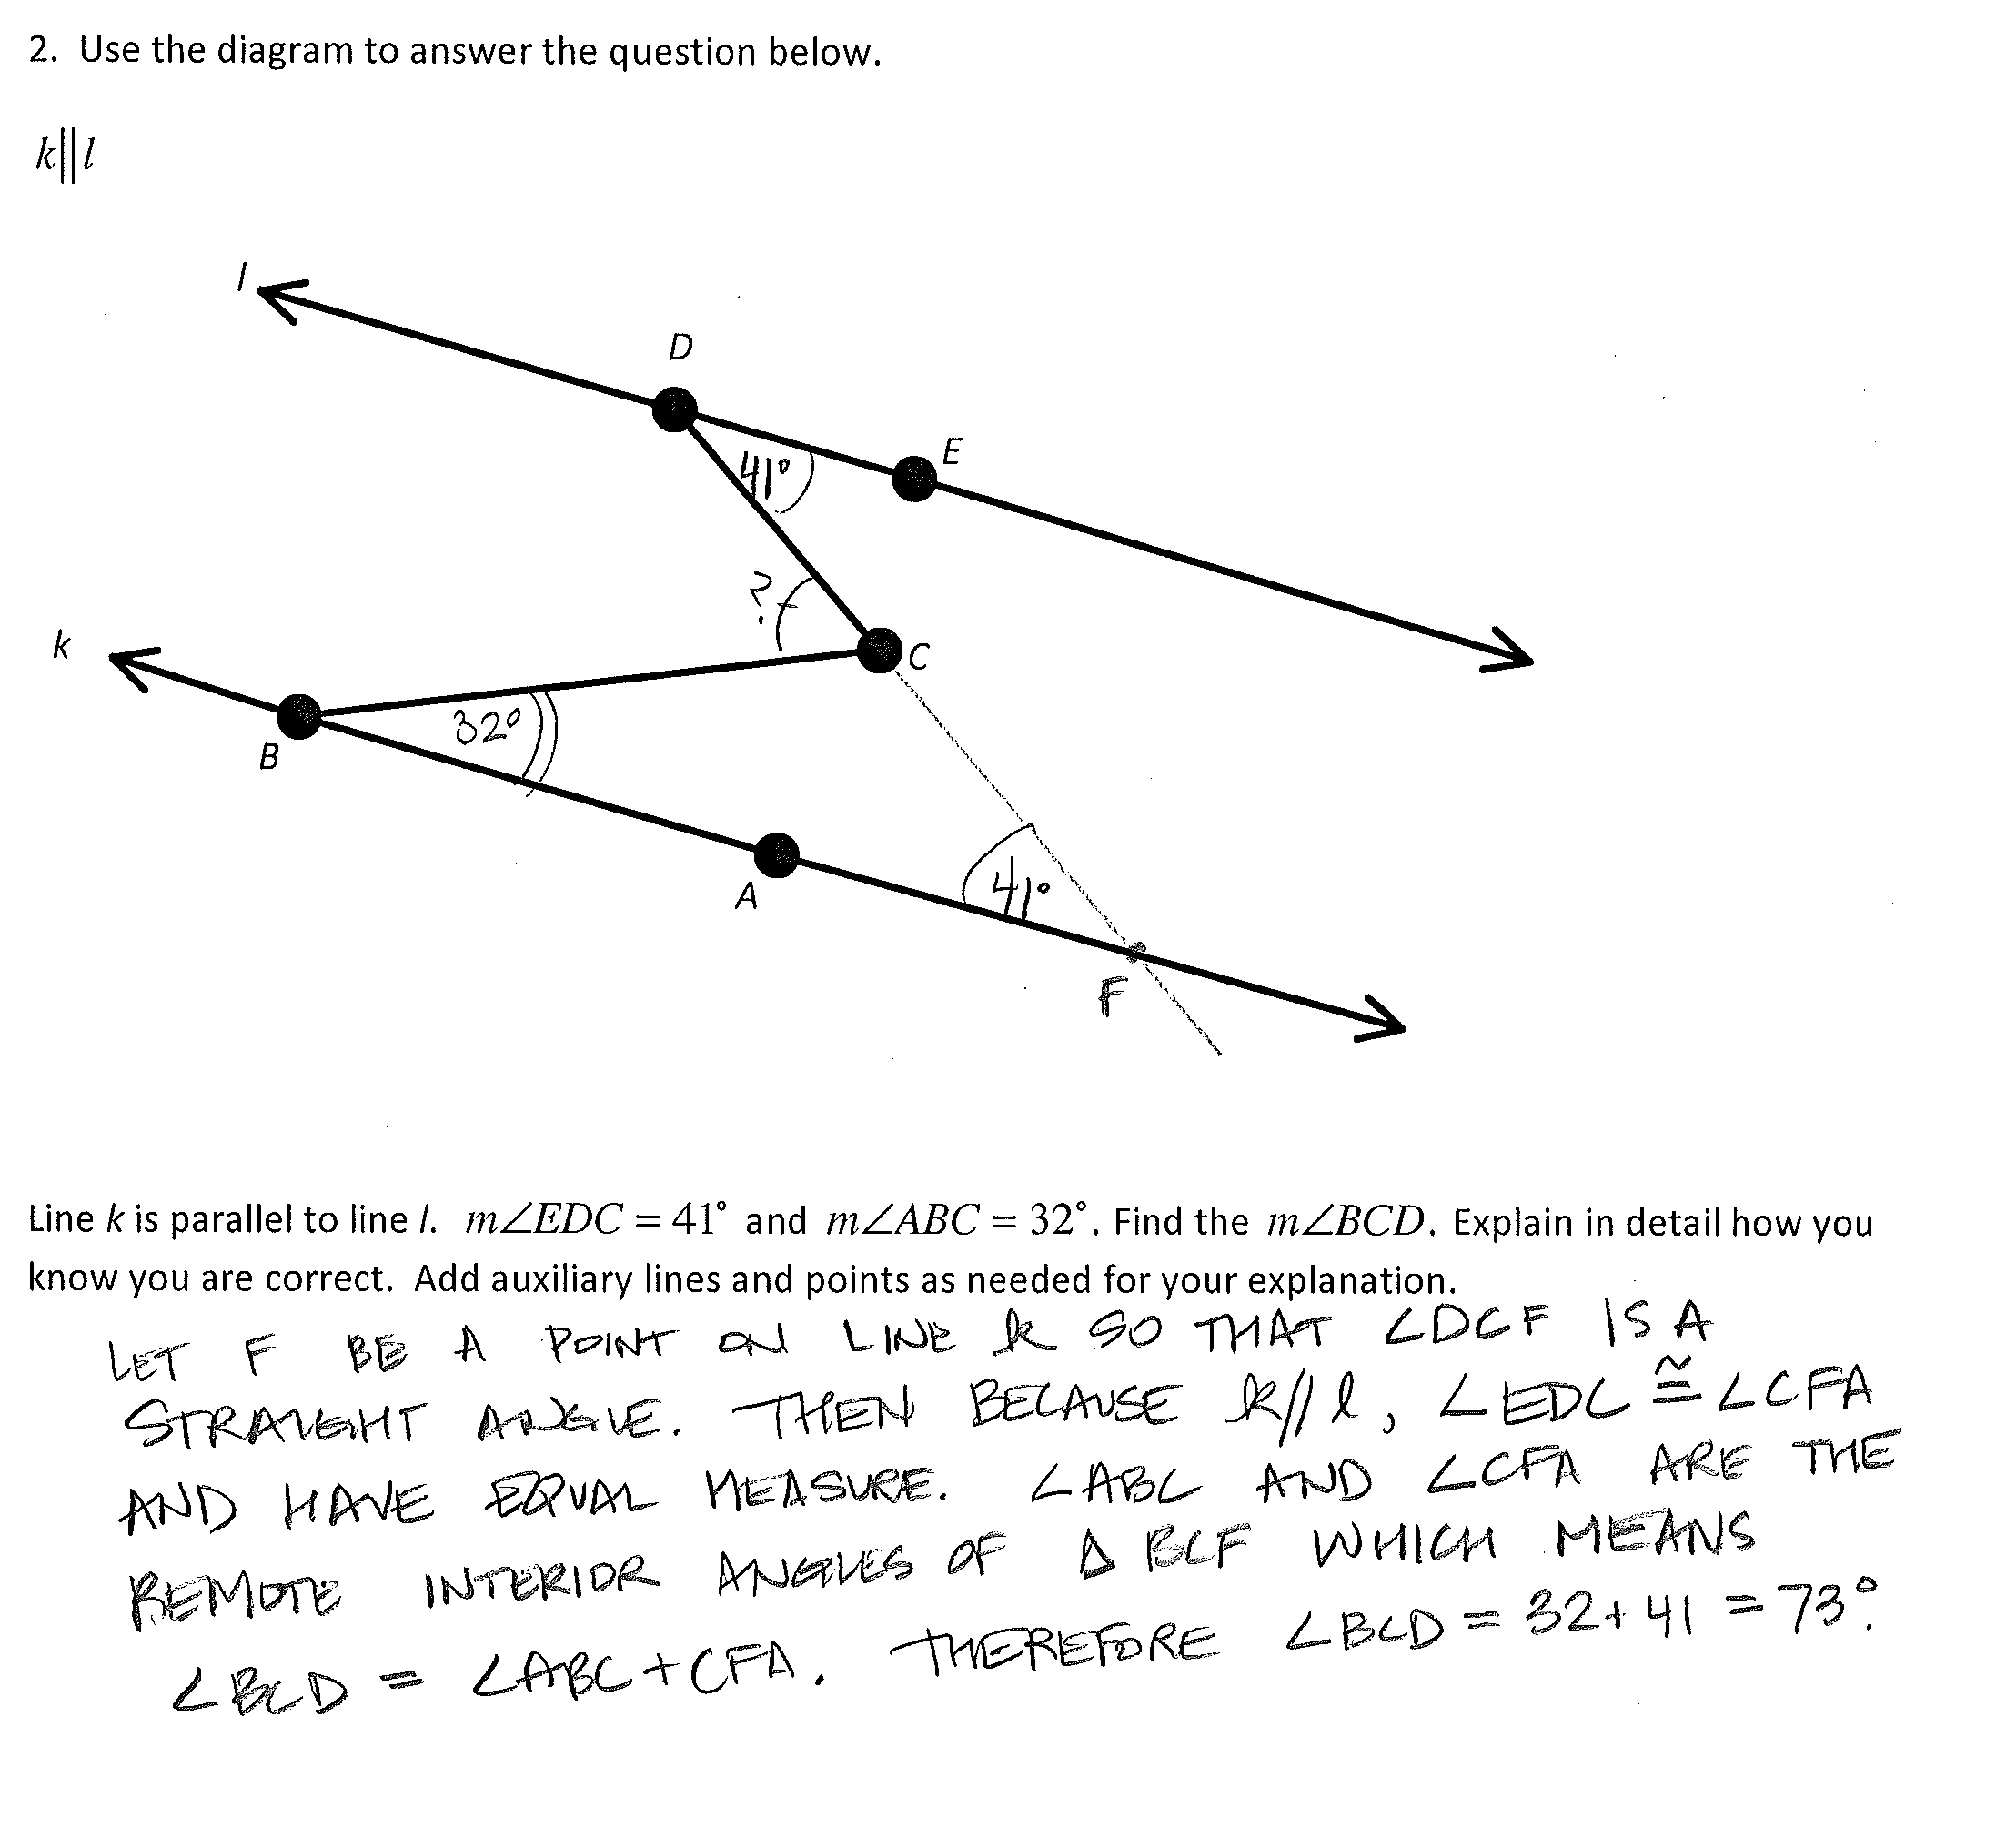 2. Use the diagram to answer the question below.
k||l
l
D
E
41°
?
k
C
32°
B
41°
A
F
Line k is parallel to line l. m∠EDC = 41° and m∠ABC = 32°. Find the m∠BCD. Explain in detail how you
know you are correct. Add auxiliary lines and points as needed for your explanation.
LET F BE A POINT ON LINE k SO THAT ∠DCF IS A
STRAIGHT ANGLE. THEN BECAUSE k//l, ∠EDC ≅ ∠CFA
AND HAVE EQUAL MEASURE. ∠ABC AND ∠CFA ARE THE
REMOTE INTERIOR ANGLES OF △ BCF WHICH MEANS
∠BCD = ∠ABC + CFA. THEREFORE ∠BCD = 32 + 41 = 73°.